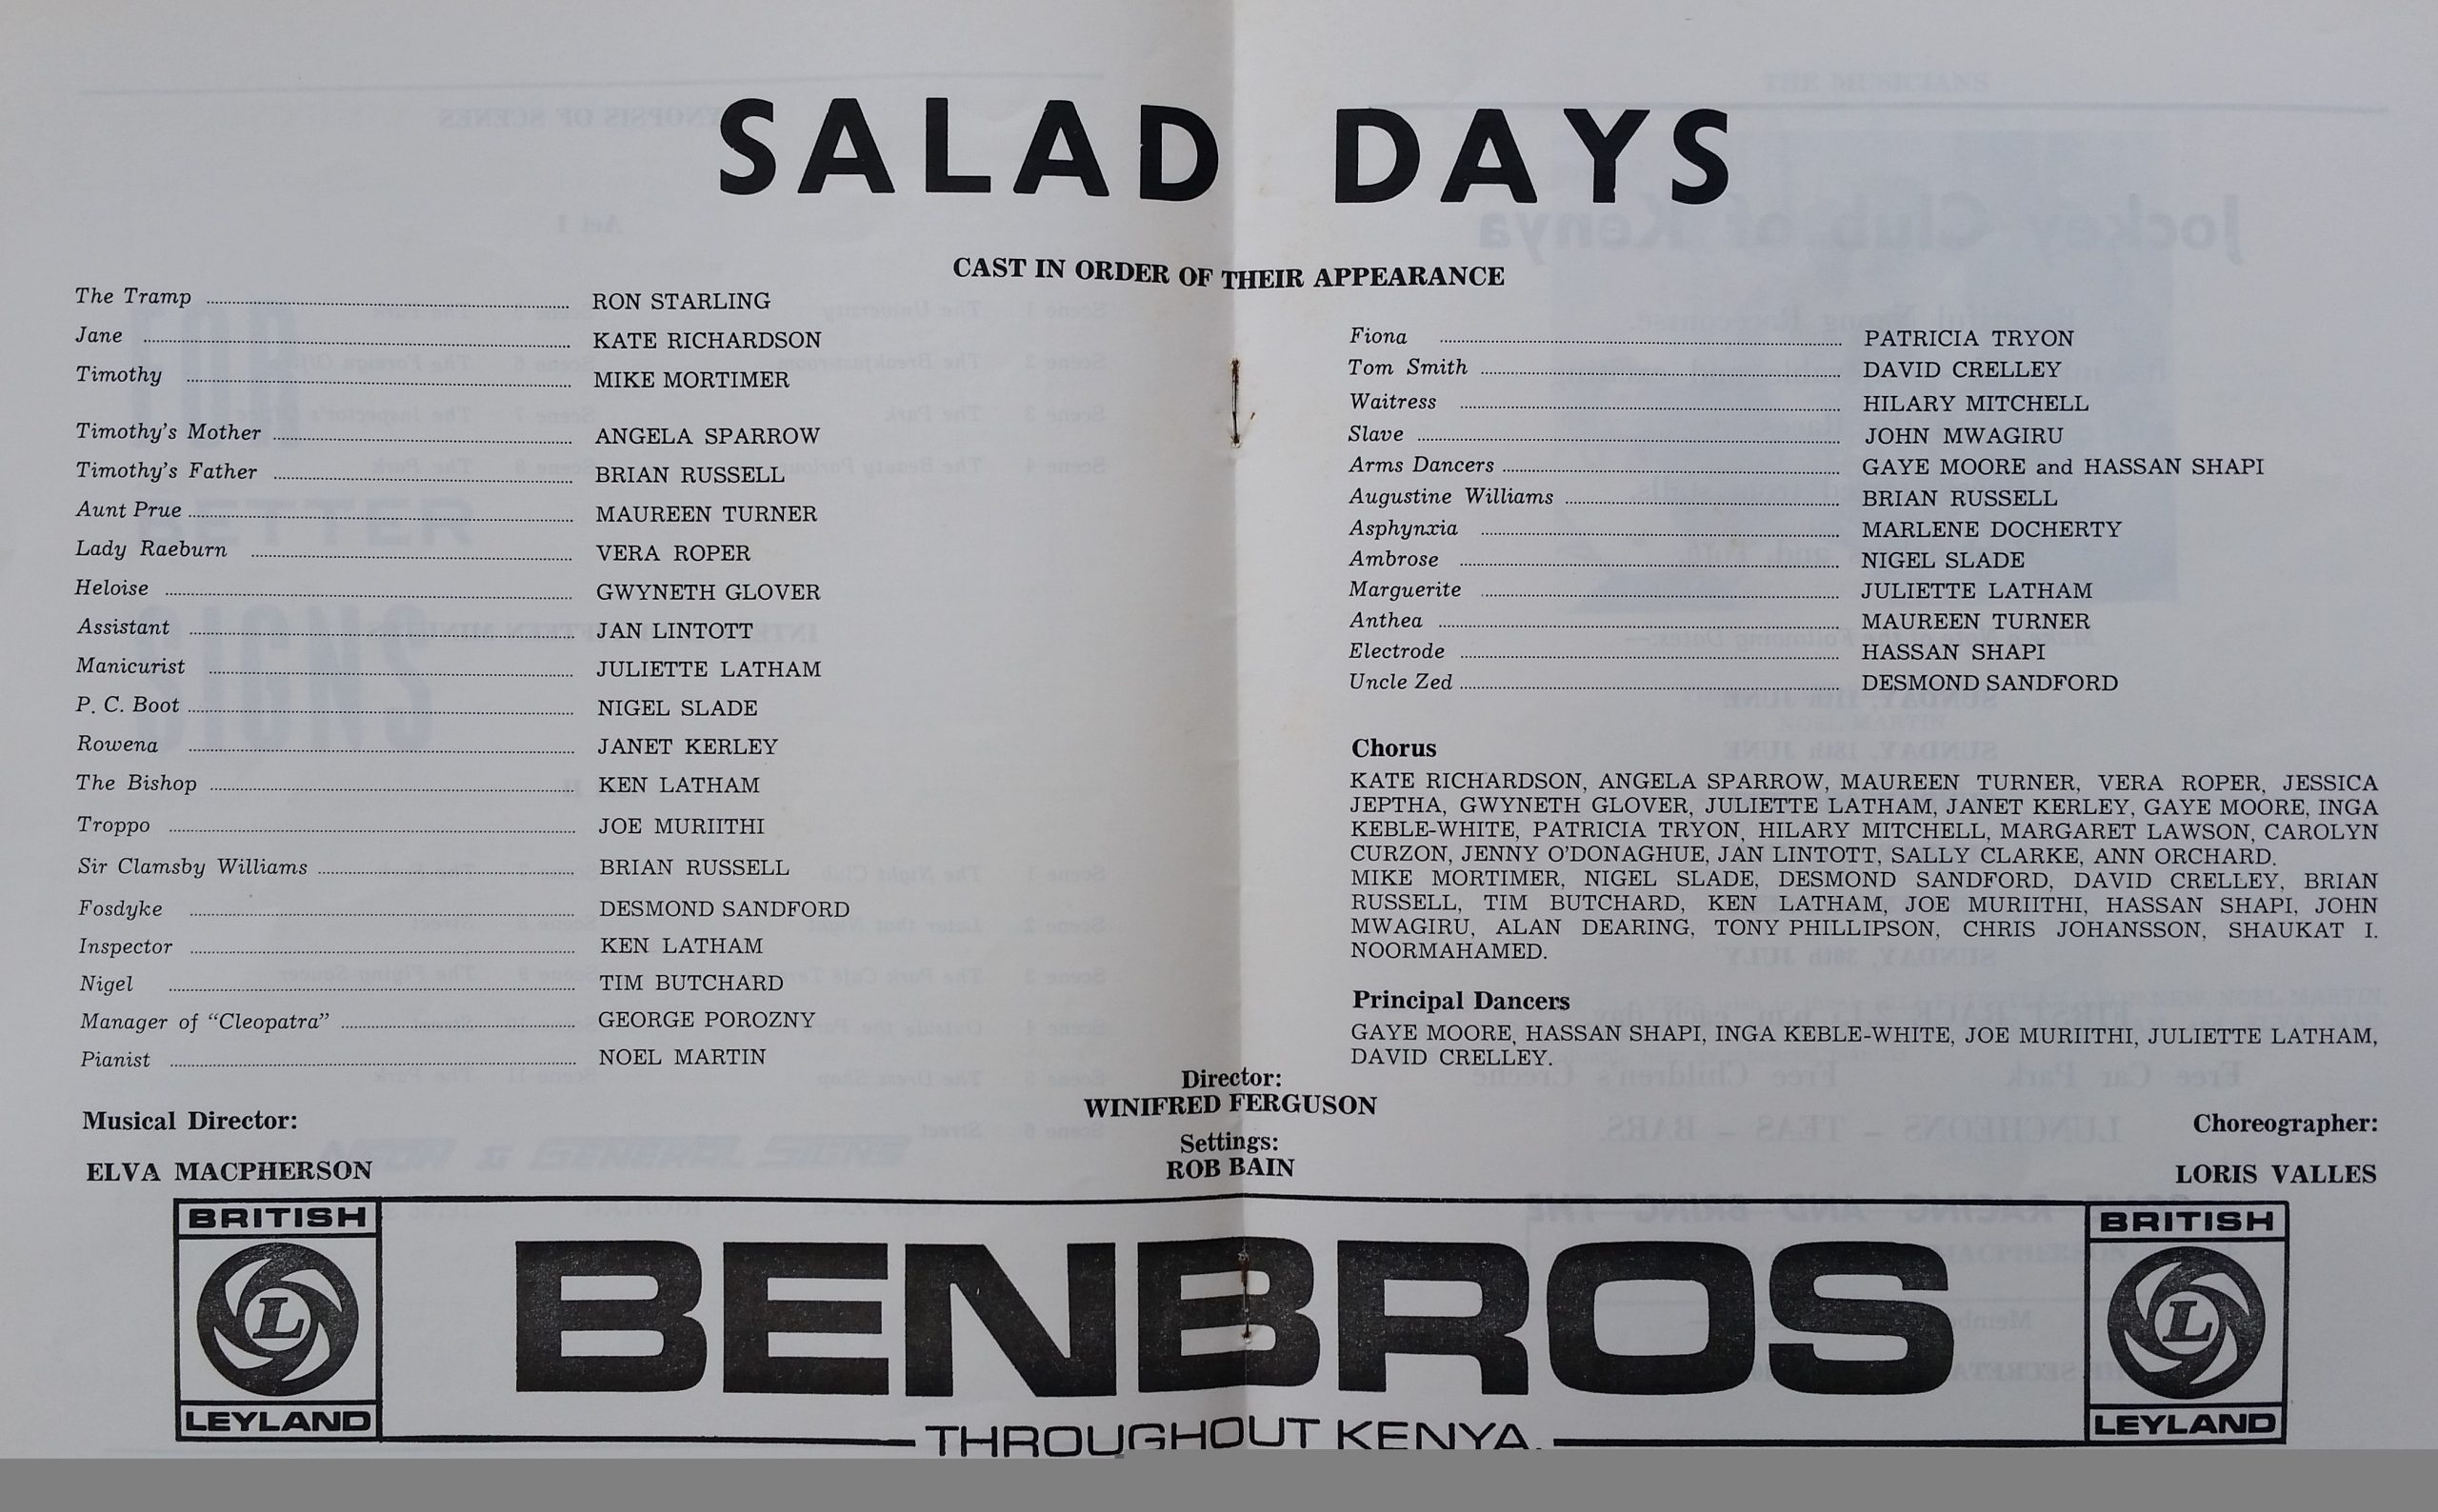 SALAD DAYS
CAST IN ORDER OF THEIR APPEARANCE
The Tramp RON STARLING
Jane KATE RICHARDSON
Timothy MIKE MORTIMER
Timothy's Mother ANGELA SPARROW
Timothy's Father BRIAN RUSSELL
Aunt Prue MAUREEN TURNER
Lady Raeburn VERA ROPER
Heloise GWYNETH GLOVER
Assistant JAN LINTOTT
Manicurist JULIETTE LATHAM
P. C. Boot NIGEL SLADE
Rowena JANET KERLEY
The Bishop KEN LATHAM
Troppo JOE MURIITHI
Sir Clamsby Williams BRIAN RUSSELL
Fosdyke DESMOND SANDFORD
Inspector KEN LATHAM
Nigel TIM BUTCHARD
Manager of "Cleopatra" GEORGE POROZNY
Pianist NOEL MARTIN
Fiona PATRICIA TRYON
Tom Smith DAVID CRELLEY
Waitress HILARY MITCHELL
Slave JOHN MWAGIRU
Arms Dancers GAYE MOORE and HASSAN SHAPI
Augustine Williams BRIAN RUSSELL
Asphynxia MARLENE DOCHERTY
Ambrose NIGEL SLADE
Marguerite JULIETTE LATHAM
Anthea MAUREEN TURNER
Electrode HASSAN SHAPI
Uncle Zed DESMOND SANDFORD
Chorus
KATE RICHARDSON, ANGELA SPARROW, MAUREEN TURNER, VERA ROPER, JESSICA
JEPTHA, GWYNETH GLOVER, JULIETTE LATHAM, JANET KERLEY, GAYE MOORE, INGA
KEBLE-WHITE, PATRICIA TRYON, HILARY MITCHELL, MARGARET LAWSON, CAROLYN
CURZON, JENNY O'DONAGHUE, JAN LINTOTT, SALLY CLARKE, ANN ORCHARD.
MIKE MORTIMER, NIGEL SLADE, DESMOND SANDFORD, DAVID CRELLEY, BRIAN
RUSSELL, TIM BUTCHARD, KEN LATHAM, JOE MURIITHI, HASSAN SHAPI, JOHN
MWAGIRU, ALAN DEARING, TONY PHILLIPSON, CHRIS JOHANSSON, SHAUKAT I.
NOORMAHAMED.
Principal Dancers
GAYE MOORE, HASSAN SHAPI, INGA KEBLE-WHITE, JOE MURIITHI, JULIETTE LATHAM,
DAVID CRELLEY.
Musical Director:
ELVA MACPHERSON
Director:
WINIFRED FERGUSON
Settings:
ROB BAIN
Choreographer:
LORIS VALLES
BRITISH
L
LEYLAND
BENBROS
THROUGHOUT KENYA.
BRITISH
L
LEYLAND